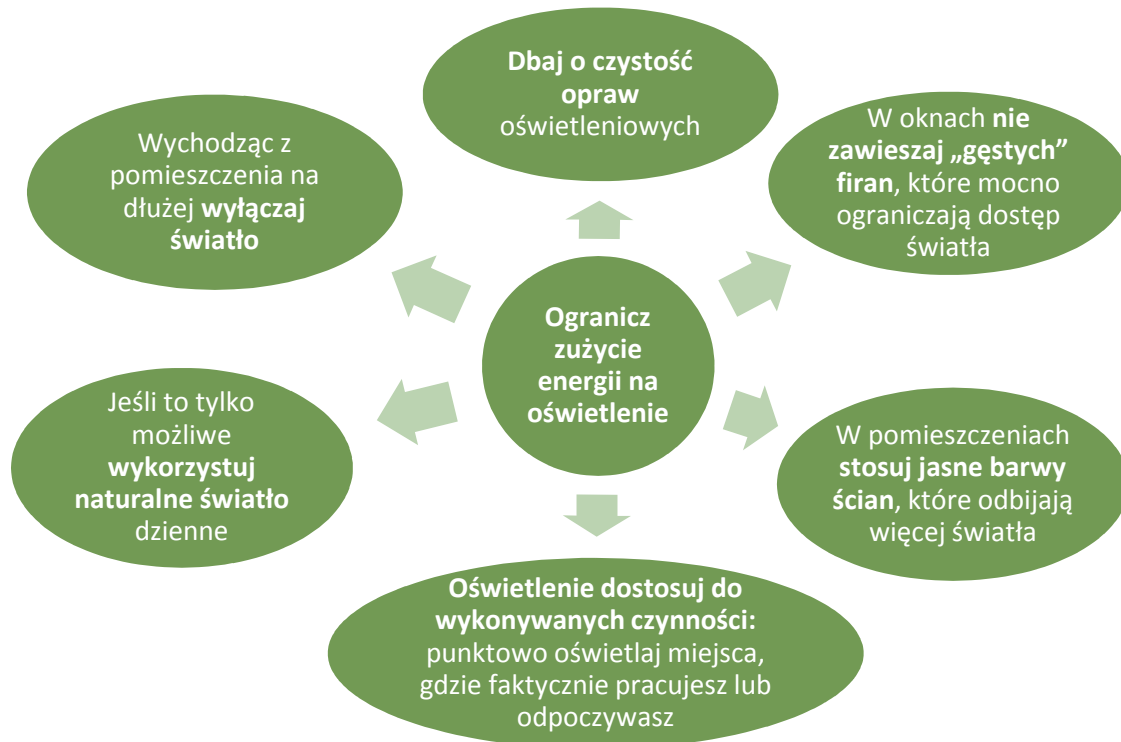 Dbaj o czystość
opraw
oświetleniowych
W oknach nie
zawieszaj „gęstych”
firan, które mocno
ograniczają dostęp
światła
W pomieszczeniach
stosuj jasne barwy
ścian, które odbijają
więcej światła
Oświetlenie dostosuj do
wykonywanych czynności:
punktowo oświetlaj miejsca,
gdzie faktycznie pracujesz lub
odpoczywasz
Jeśli to tylko
możliwe
wykorzystuj
naturalne światło
dzienne
Wychodząc z
pomieszczenia na
dłużej wyłączaj
światło
Ogranicz
zużycie
energii na
oświetlenie